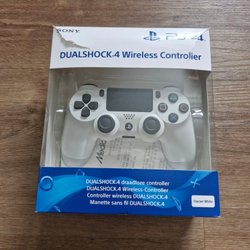 SONY
PS4
DUALSHOCK.4 Wireless Controller
DUALSHOCK.4 draadloze controller
DUALSHOCK.4 Wireless-Controller
Controller wireless DUALSHOCK.4
Manette sans fil DUALSHOCK.4
Glacier White